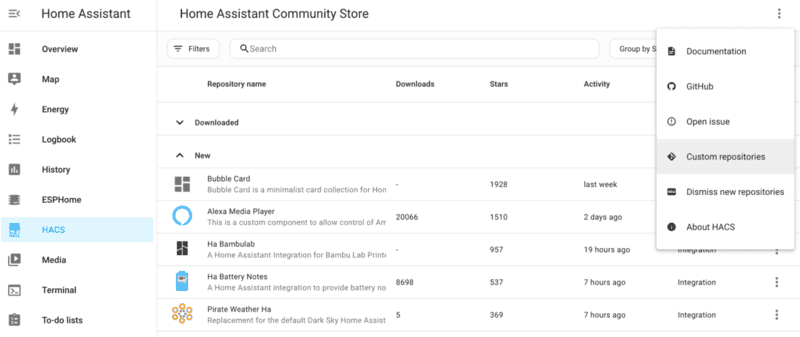 Home Assistant
Home Assistant Community Store
Overview
Map
Energy
Logbook
History
ESPHome
HACS
Media
Terminal
To-do lists
Filters
Search
Group by S
Documentation
GitHub
Open issue
Custom repositories
Dismiss new repositories
About HACS
Repository name Downloads Stars Activity
Downloaded
New
Bubble Card
Bubble Card is a minimalist card collection for Hon
- 1928 last week
Alexa Media Player
This is a custom component to allow control of Am
20066 1510 2 days ago
Ha Bambulab
A Home Assistant Integration for Bambu Lab Printe
- 957 19 hours ago Integration
Ha Battery Notes
A Home Assistant integration to provide battery no
8698 537 7 hours ago Integration
Pirate Weather Ha
Replacement for the default Dark Sky Home Assist
5 369 7 hours ago Integration